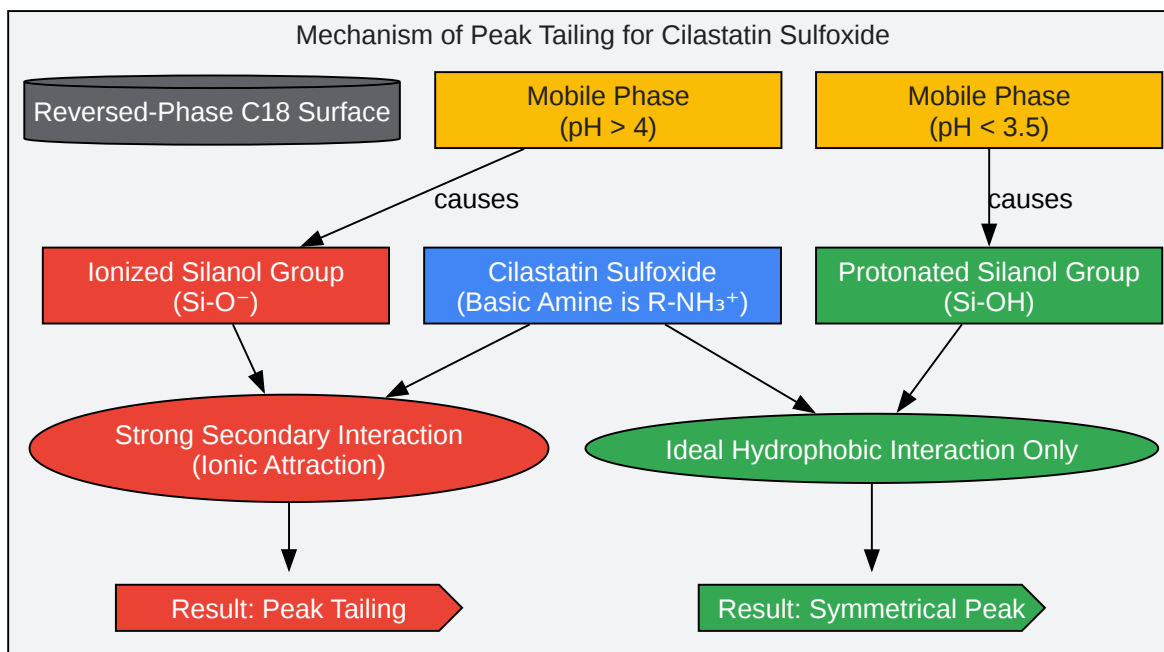 Mechanism of Peak Tailing for Cilastatin Sulfoxide
Reversed-Phase C18 Surface
Mobile Phase
(pH > 4)
Mobile Phase
(pH < 3.5)
causes
causes
Ionized Silanol Group
(Si-O⁻)
Cilastatin Sulfoxide
(Basic Amine is R-NH₃⁺)
Protonated Silanol Group
(Si-OH)
Strong Secondary Interaction
(Ionic Attraction)
Ideal Hydrophobic Interaction Only
Result: Peak Tailing
Result: Symmetrical Peak